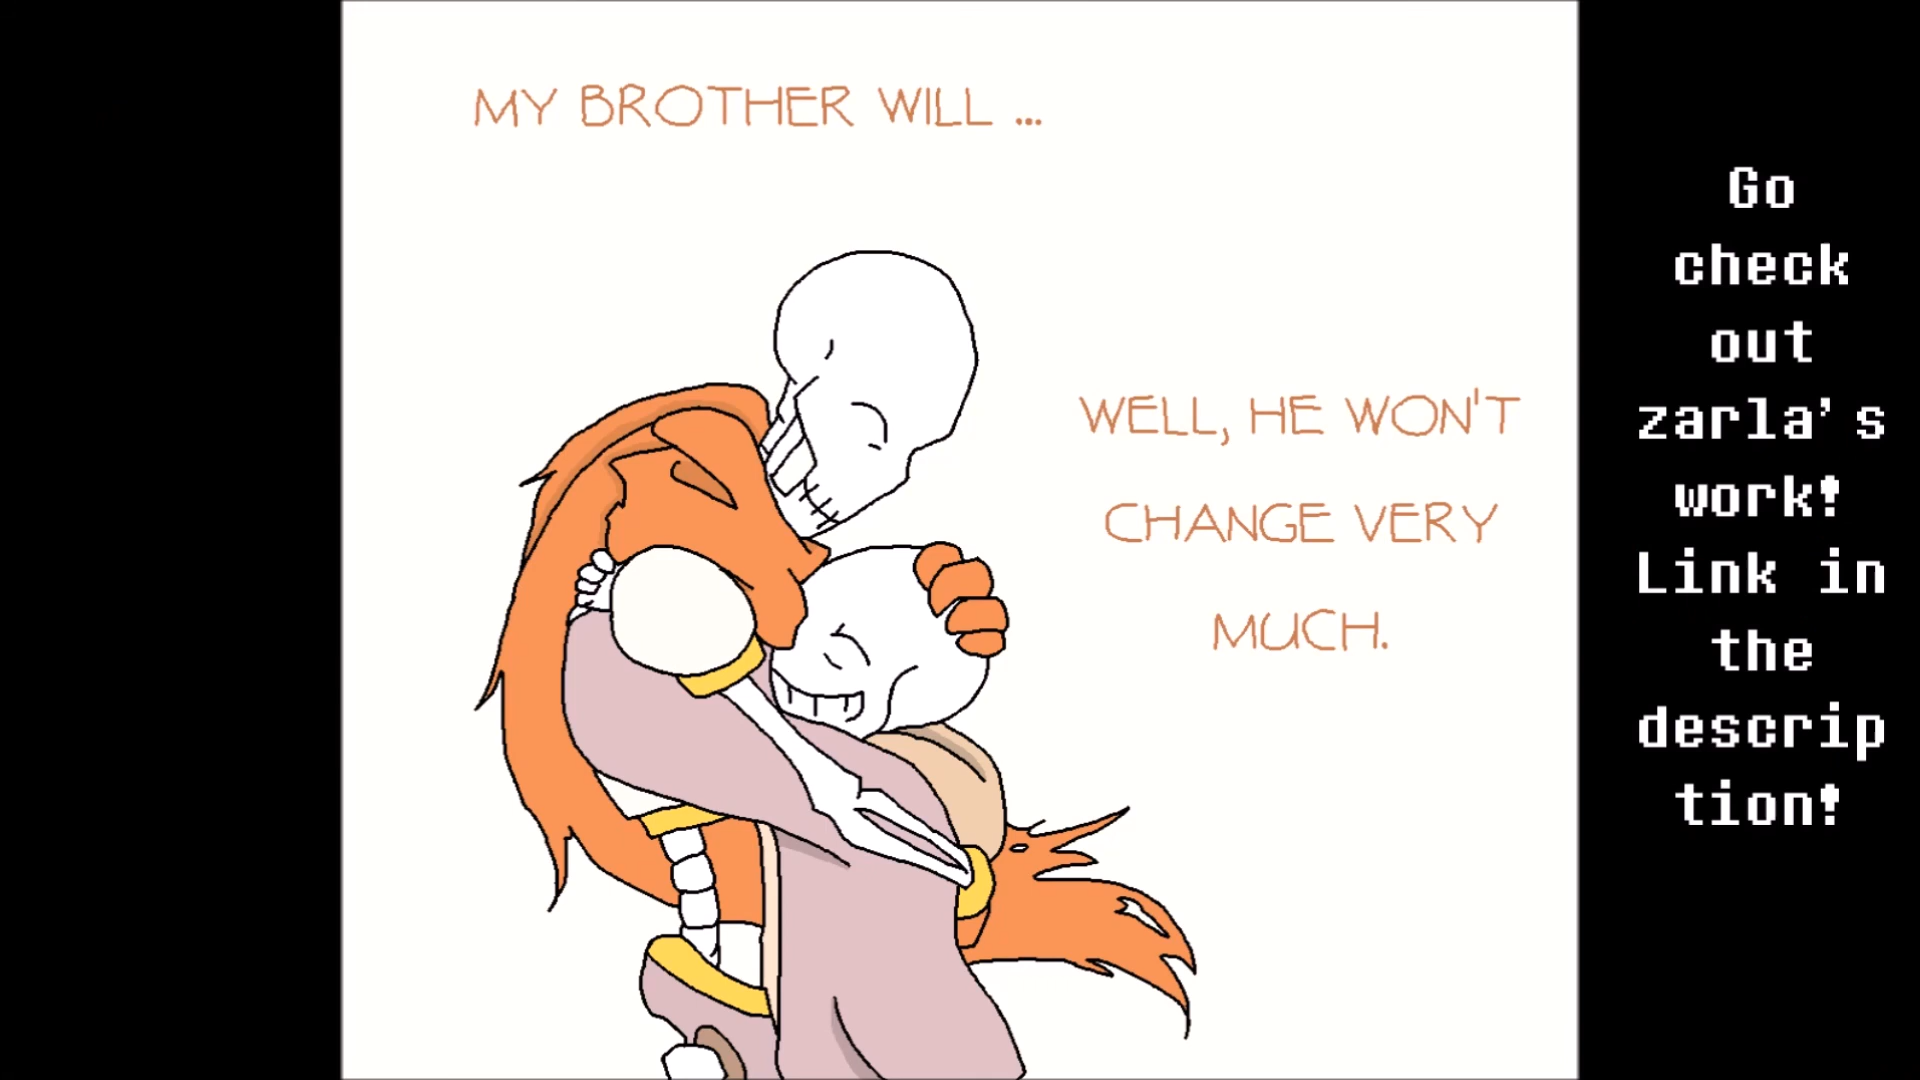 MY BROTHER WILL ...
WELL, HE WON'T
CHANGE VERY
MUCH.
Go
check
out
zarla's
work!
Link in
the
descrip
tion!